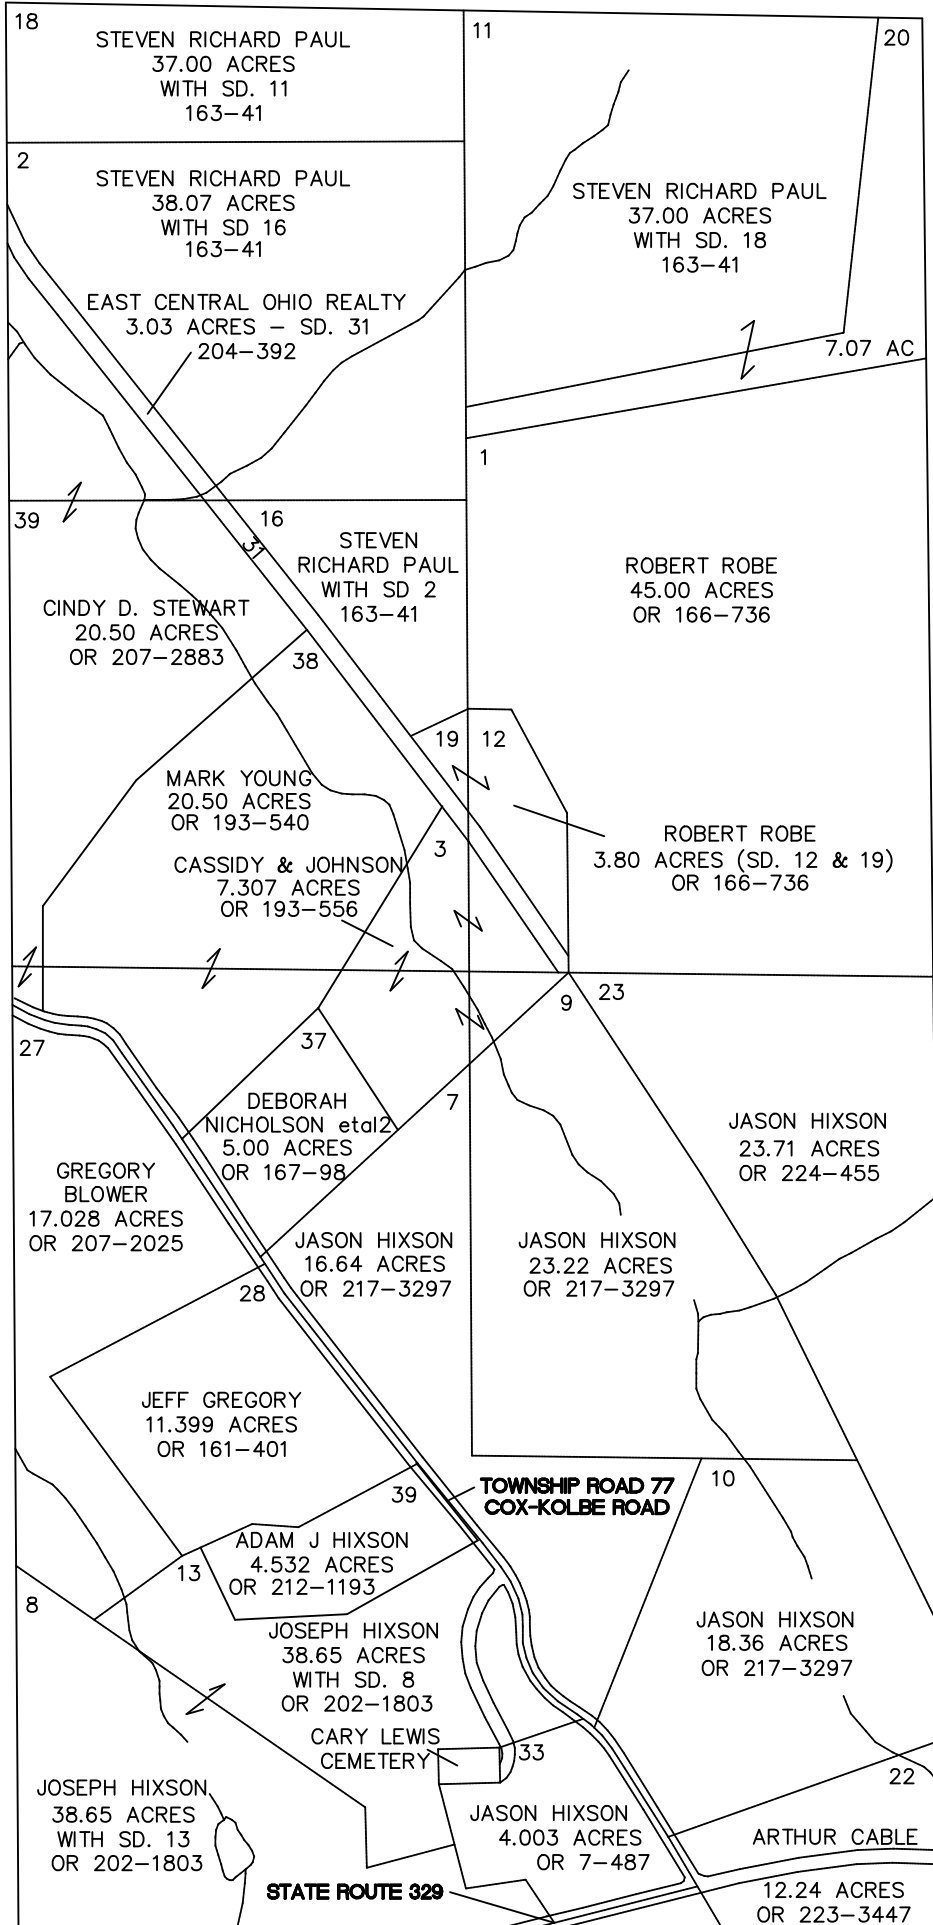 18
STEVEN RICHARD PAUL
37.00 ACRES
WITH SD. 11
163-41
11
20
2
STEVEN RICHARD PAUL
38.07 ACRES
WITH SD 16
163-41
STEVEN RICHARD PAUL
37.00 ACRES
WITH SD. 18
163-41
EAST CENTRAL OHIO REALTY
3.03 ACRES - SD. 31
204-392
7.07 AC
1
39
16
31
STEVEN
RICHARD PAUL
WITH SD 2
163-41
ROBERT ROBE
45.00 ACRES
OR 166-736
CINDY D. STEWART
20.50 ACRES
OR 207-2883
38
19
12
MARK YOUNG
20.50 ACRES
OR 193-540
3
ROBERT ROBE
3.80 ACRES (SD. 12 & 19)
OR 166-736
CASSIDY & JOHNSON
7.307 ACRES
OR 193-556
9
23
27
37
7
DEBORAH
NICHOLSON etal2
5.00 ACRES
OR 167-98
JASON HIXSON
23.71 ACRES
OR 224-455
GREGORY
BLOWER
17.028 ACRES
OR 207-2025
JASON HIXSON
16.64 ACRES
OR 217-3297
JASON HIXSON
23.22 ACRES
OR 217-3297
28
JEFF GREGORY
11.399 ACRES
OR 161-401
39
TOWNSHIP ROAD 77
COX-KOLBE ROAD
10
ADAM J HIXSON
4.532 ACRES
OR 212-1193
13
8
JOSEPH HIXSON
38.65 ACRES
WITH SD. 8
OR 202-1803
JASON HIXSON
18.36 ACRES
OR 217-3297
CARY LEWIS
CEMETERY
33
22
JOSEPH HIXSON
38.65 ACRES
WITH SD. 13
OR 202-1803
JASON HIXSON
4.003 ACRES
OR 7-487
ARTHUR CABLE
12.24 ACRES
OR 223-3447
STATE ROUTE 329